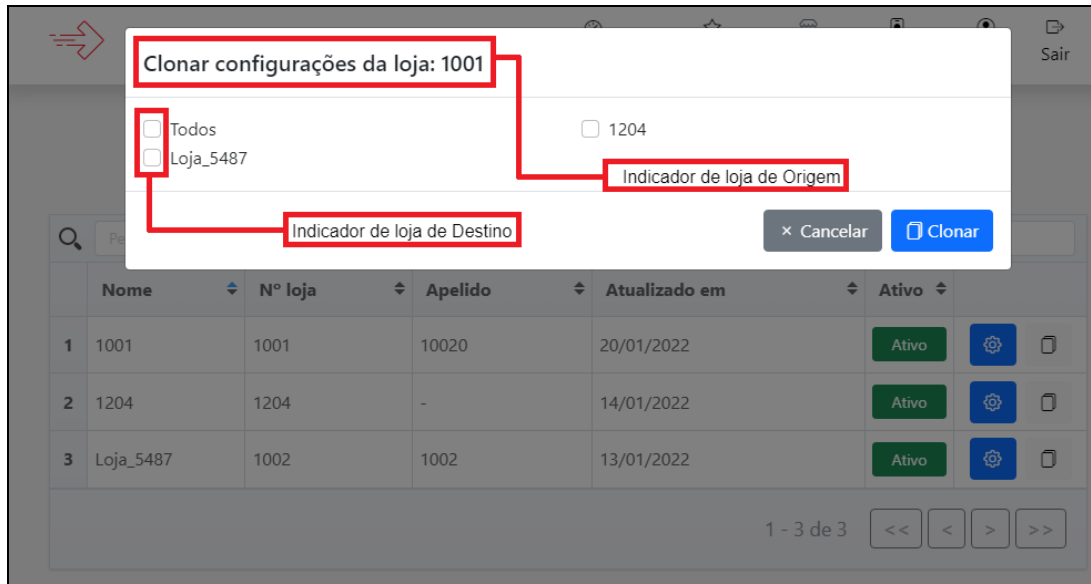 Sair
Clonar configurações da loja: 1001
Todos
1204
Loja_5487
Indicador de loja de Origem
Indicador de loja de Destino
× Cancelar
Clonar
Pe
Nome
Nº loja
Apelido
Atualizado em
Ativo
1 1001 1001 10020 20/01/2022 Ativo
2 1204 1204 - 14/01/2022 Ativo
3 Loja_5487 1002 1002 13/01/2022 Ativo
1 - 3 de 3 << < > >>